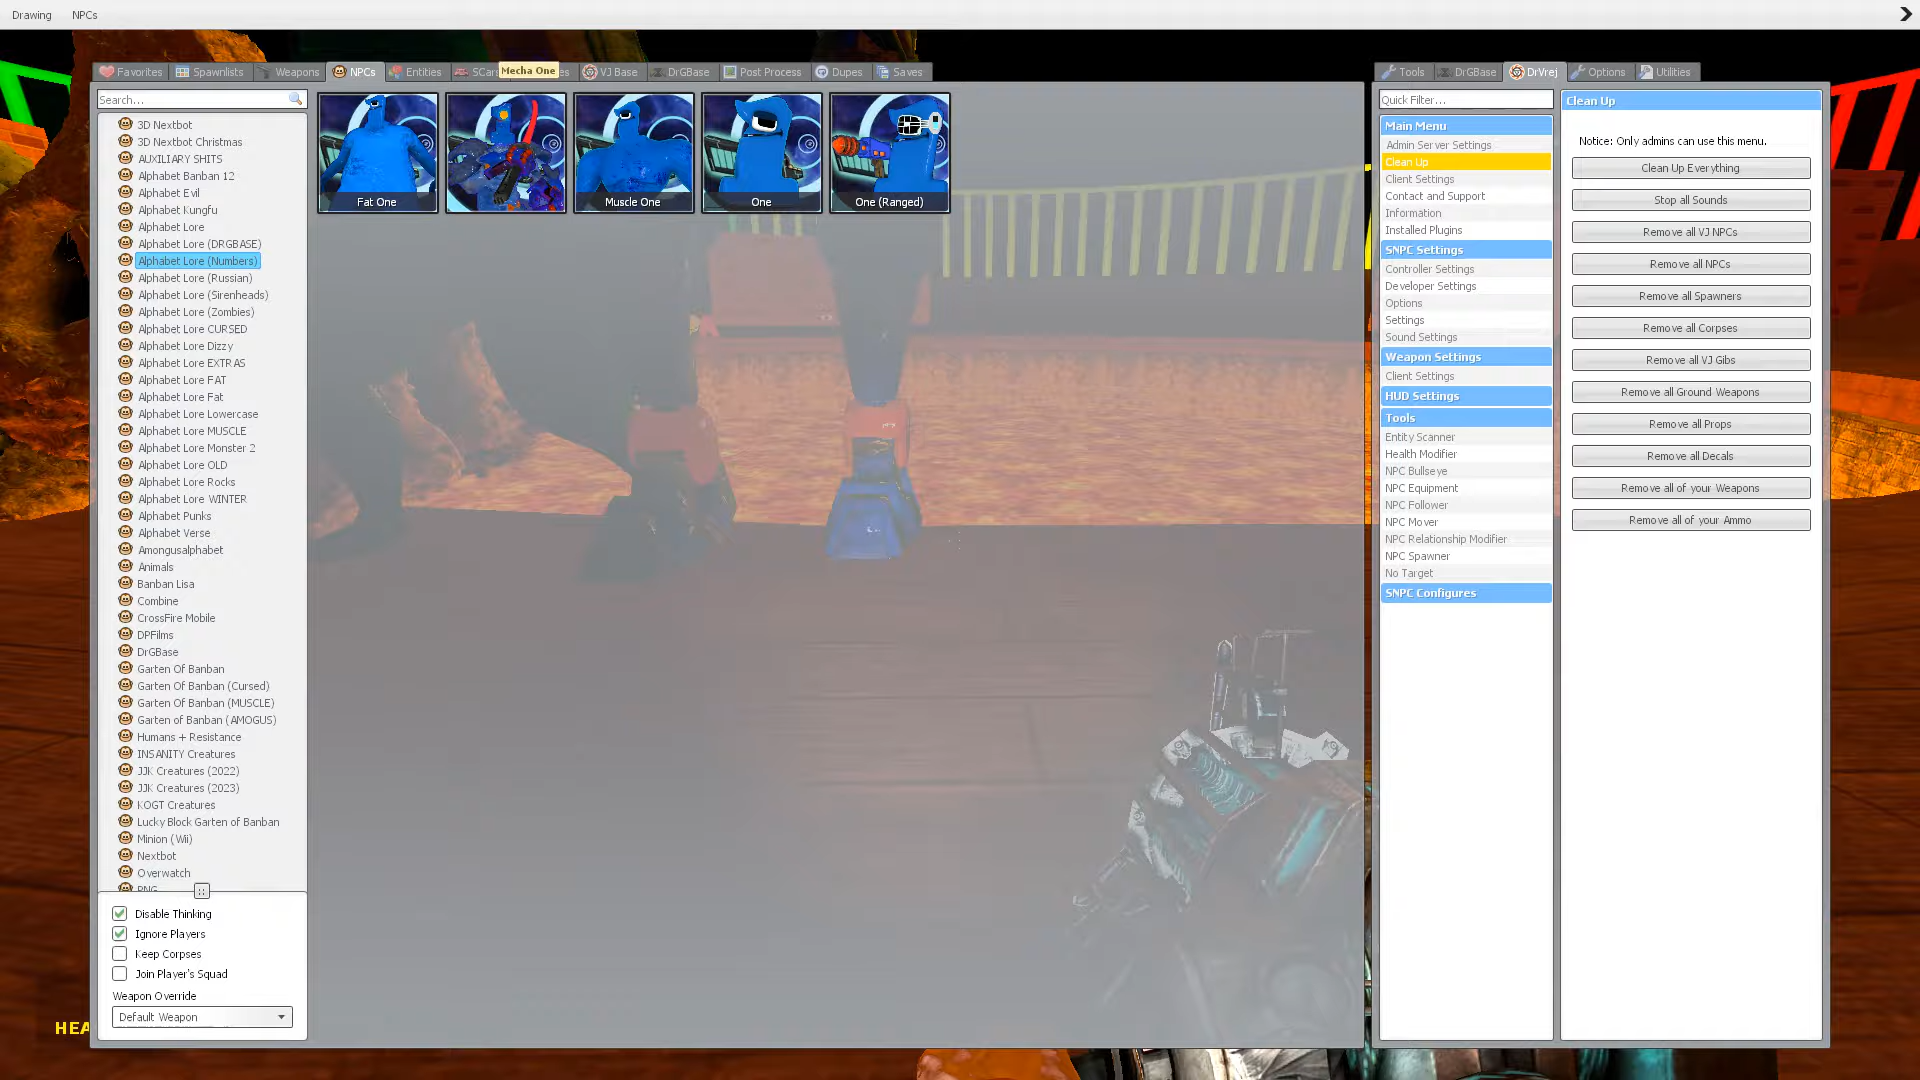 Drawing NPCs
Favorites Spawnlists Weapons NPCs Entities Mecha One VJ Base DrGBase Post Process Dupes Saves
Search...
3D Nextbot
3D Nextbot Christmas
AUXILIARY SHITS
Alphabet Banban 12
Alphabet Evil
Alphabet Kungfu
Alphabet Lore
Alphabet Lore (DRGBASE)
Alphabet Lore (Numbers)
Alphabet Lore (Russian)
Alphabet Lore (Sirenheads)
Alphabet Lore (Zombies)
Alphabet Lore CURSED
Alphabet Lore Dizzy
Alphabet Lore EXTRAS
Alphabet Lore FAT
Alphabet Lore Fat
Alphabet Lore Lowercase
Alphabet Lore MUSCLE
Alphabet Lore Monster 2
Alphabet Lore OLD
Alphabet Lore Rocks
Alphabet Lore WINTER
Alphabet Punks
Alphabet Verse
Amongusalphabet
Animals
Banban Lisa
Combine
CrossFire Mobile
DPFilms
DrGBase
Garten Of Banban
Garten Of Banban (Cursed)
Garten Of Banban (MUSCLE)
Garten of Banban (AMOGUS)
Humans + Resistance
INSANITY Creatures
JJK Creatures (2022)
JJK Creatures (2023)
KOGT Creatures
Lucky Block Garten of Banban
Minion (Wii)
Nextbot
Overwatch
PNG
Disable Thinking
Ignore Players
Keep Corpses
Join Player's Squad
Weapon Override
Default Weapon
HEA
Fat One
Muscle One
One
One (Ranged)
Tools DrGBase DrVrej Options Utilities
Quick Filter...
Main Menu
Admin Server Settings
Clean Up
Client Settings
Contact and Support
Information
Installed Plugins
SNPC Settings
Controller Settings
Developer Settings
Options
Settings
Sound Settings
Weapon Settings
Client Settings
HUD Settings
Tools
Entity Scanner
Health Modifier
NPC Bullseye
NPC Equipment
NPC Follower
NPC Mover
NPC Relationship Modifier
NPC Spawner
No Target
SNPC Configures
Clean Up
Notice: Only admins can use this menu.
Clean Up Everything
Stop all Sounds
Remove all VJ NPCs
Remove all NPCs
Remove all Spawners
Remove all Corpses
Remove all VJ Gibs
Remove all Ground Weapons
Remove all Props
Remove all Decals
Remove all of your Weapons
Remove all of your Ammo